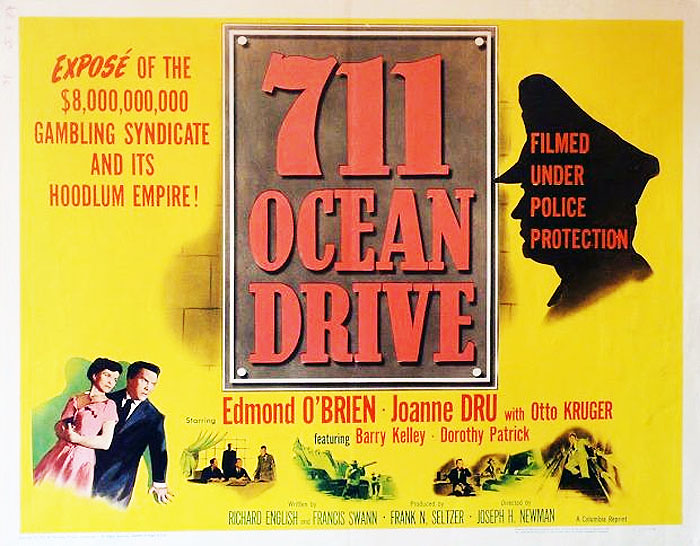 EXPOSÉ OF THE
$8,000,000,000
GAMBLING SYNDICATE
AND ITS
HOODLUM EMPIRE!
711
OCEAN
DRIVE
FILMED
UNDER
POLICE
PROTECTION
Starring Edmond O'BRIEN · Joanne DRU with Otto KRUGER
featuring Barry Kelley · Dorothy Patrick
Written by
RICHARD ENGLISH and FRANCIS SWANN
Produced by
FRANK N. SELTZER
Directed by
JOSEPH H. NEWMAN
A Columbia Reprint